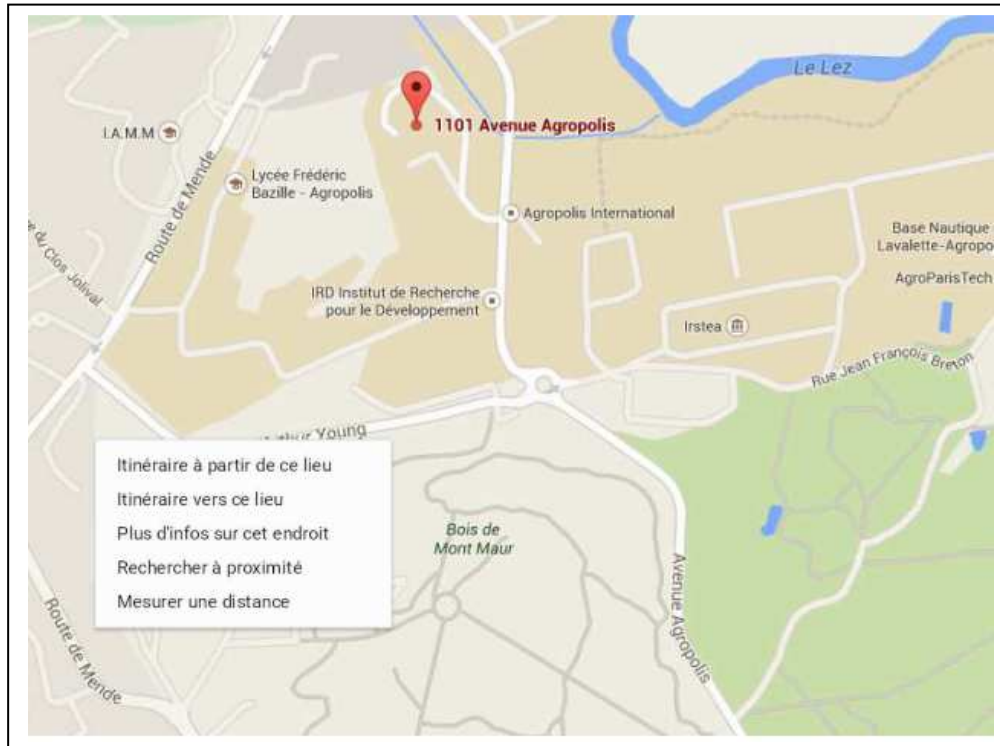 Le Lez
1101 Avenue Agropolis
I.A.M.M
Route de Mende
Lycée Frédéric
Bazille - Agropolis
Agropolis International
Base Nautique
Lavalette-Agropo
AgroParisTech
du Clos Jolival
IRD Institut de Recherche
pour le Développement
Irstea
Rue Jean François Breton
Young
Itinéraire à partir de ce lieu
Itinéraire vers ce lieu
Plus d'infos sur cet endroit
Rechercher à proximité
Mesurer une distance
Bois de
Mont Maur
Avenue Agropolis
Route de Mende